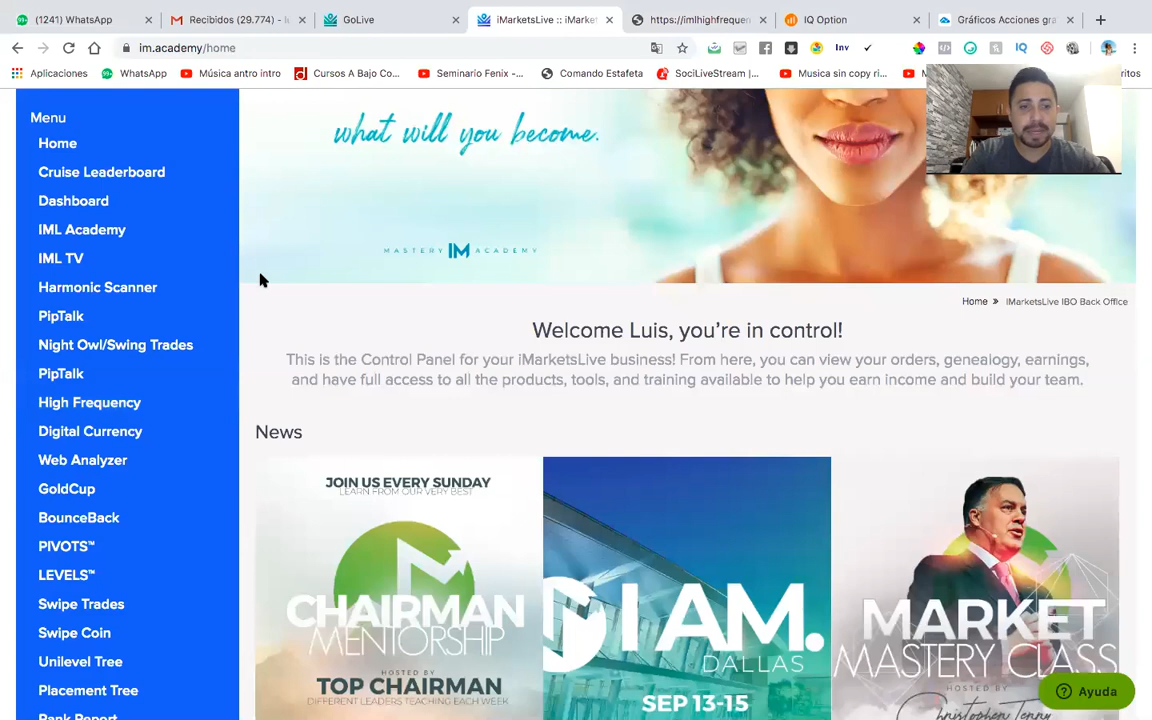 (1241) WhatsApp
Recibidos (29.774) - l
GoLive
iMarketsLive :: iMarke
https://imlhighfrequen
IQ Option
Gráficos Acciones gra
im.academy/home
Inv
IQ
Aplicaciones
WhatsApp
Música antro intro
Cursos A Bajo Co...
Seminario Fenix -...
Comando Estafeta
SociLiveStream |...
Musica sin copy ri...
Menu
Home
Cruise Leaderboard
Dashboard
IML Academy
IML TV
Harmonic Scanner
PipTalk
Night Owl/Swing Trades
PipTalk
High Frequency
Digital Currency
Web Analyzer
GoldCup
BounceBack
PIVOTS™
LEVELS™
Swipe Trades
Swipe Coin
Unilevel Tree
Placement Tree
Rank Report
what will you become.
MASTERY IM ACADEMY
Home » IMarketsLive IBO Back Office
Welcome Luis, you’re in control!
This is the Control Panel for your iMarketsLive business! From here, you can view your orders, genealogy, earnings,
and have full access to all the products, tools, and training available to help you earn income and build your team.
News
JOIN US EVERY SUNDAY
LEARN FROM OUR VERY BEST
CHAIRMAN
MENTORSHIP
HOSTED BY
TOP CHAIRMAN
DIFFERENT LEADERS TEACHING EACH WEEK
I AM.
DALLAS
SEP 13-15
MARKET
MASTERY CLASS
HOSTED BY
Christopher Terry
Ayuda